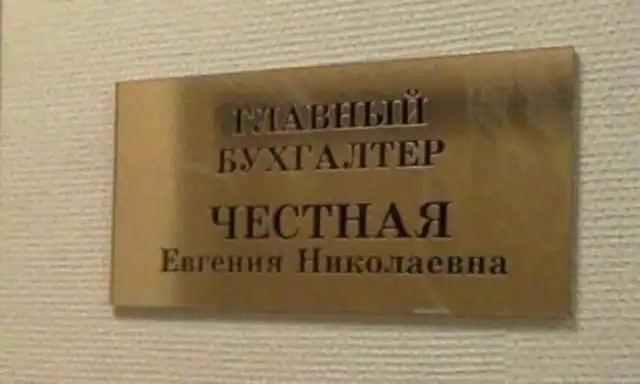 ГЛАВНЫЙ
БУХГАЛТЕР
ЧЕСТНАЯ
Евгения Николаевна